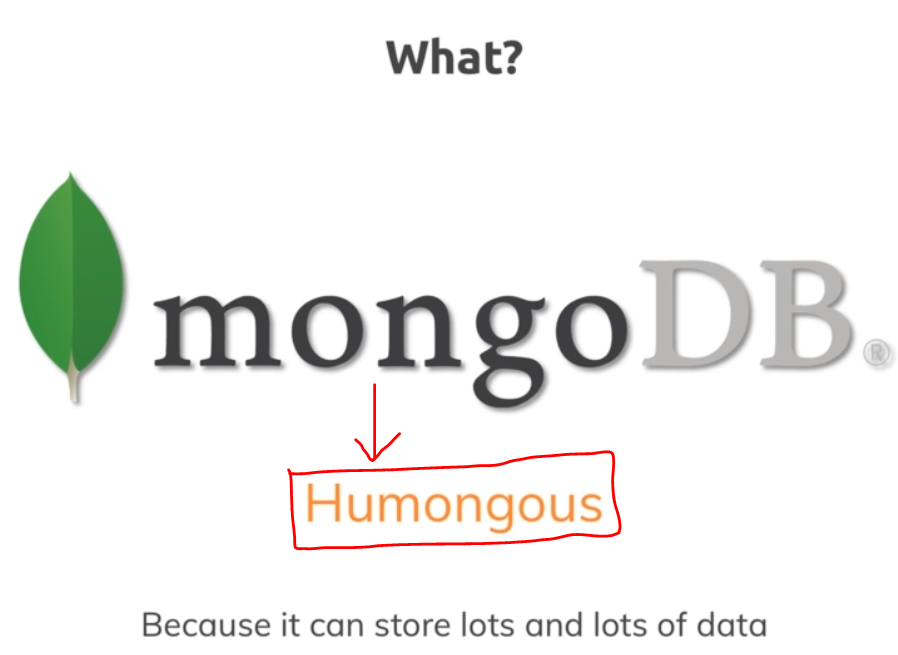 What?
mongoDB®
Humongous
Because it can store lots and lots of data